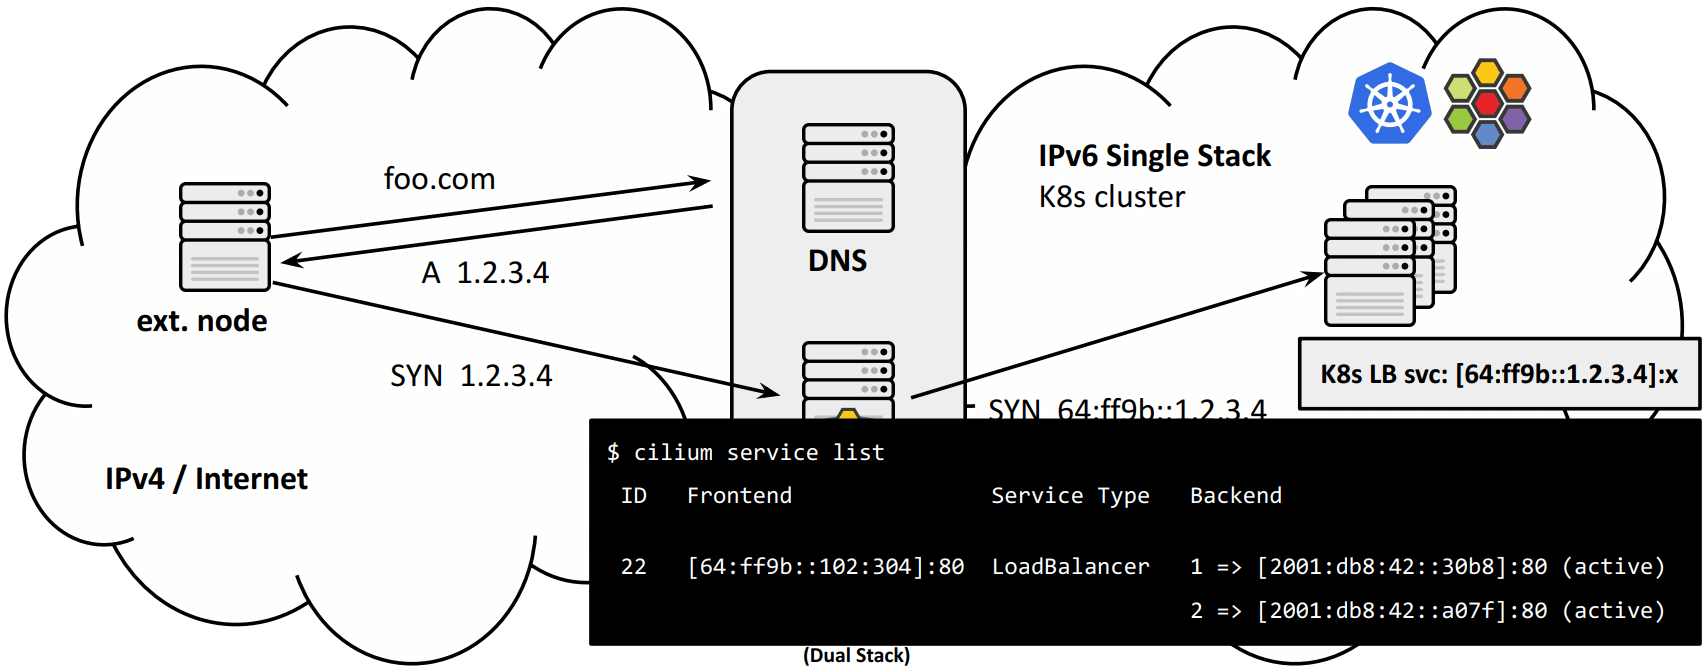 foo.com
A 1.2.3.4
ext. node
SYN 1.2.3.4
IPv4 / Internet
DNS
IPv6 Single Stack
K8s cluster
K8s LB svc: [64:ff9b::1.2.3.4]:x
SYN 64:ff9b::1.2.3.4
$ cilium service list
ID Frontend Service Type Backend
22 [64:ff9b::102:304]:80 LoadBalancer 1 => [2001:db8:42::30b8]:80 (active)
2 => [2001:db8:42::a07f]:80 (active)
(Dual Stack)